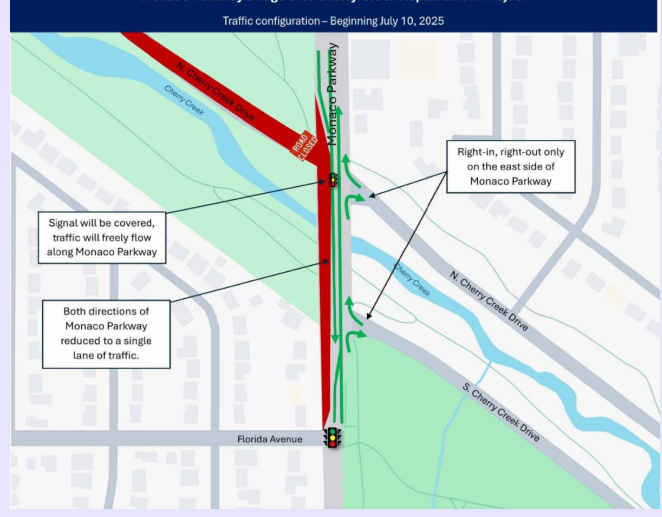 Traffic configuration – Beginning July 10, 2025
Monaco Parkway
N. Cherry Creek Drive
Cherry Creek
ROAD
CLOSED
Right-in, right-out only
on the east side of
Monaco Parkway
Signal will be covered,
traffic will freely flow
along Monaco Parkway
Cherry Creek
N. Cherry Creek Drive
Both directions of
Monaco Parkway
reduced to a single
lane of traffic.
S. Cherry Creek Drive
Florida Avenue